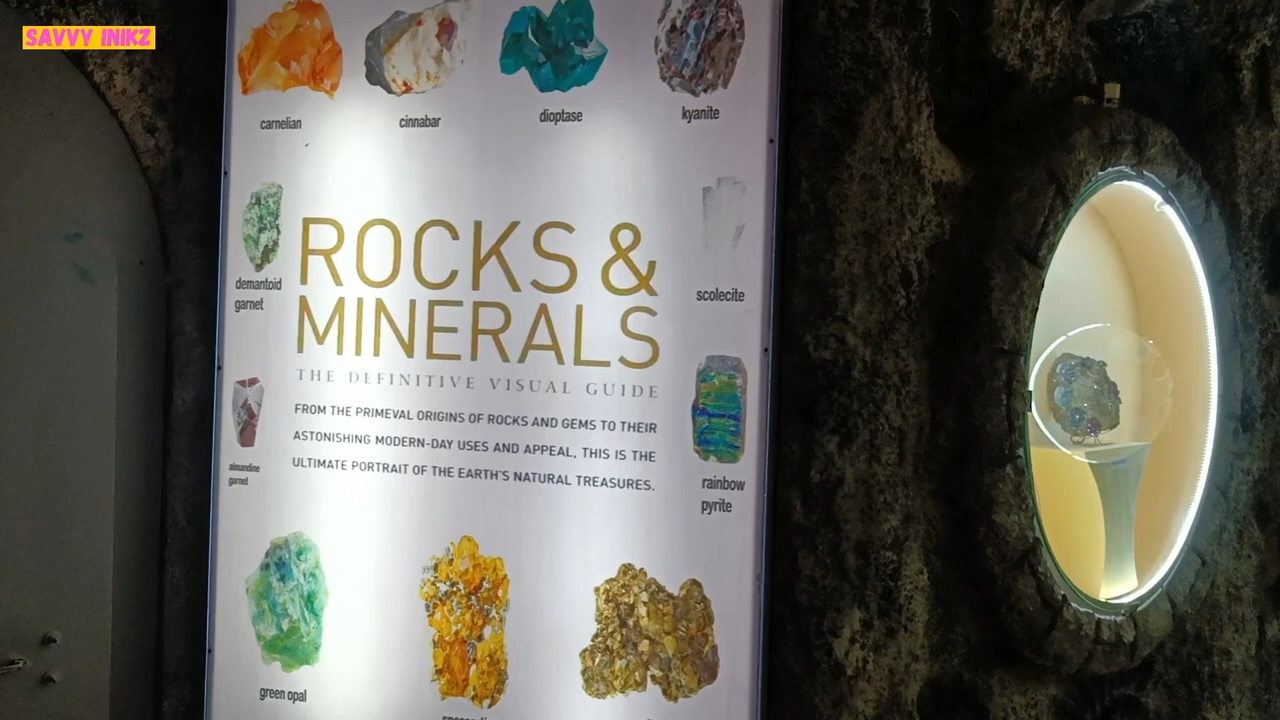 SAVVY INIKZ
carnelian
cinnabar
dioptase
kyanite
demantoid
garnet
scolecite
ROCKS &
MINERALS
THE DEFINITIVE VISUAL GUIDE
FROM THE PRIMEVAL ORIGINS OF ROCKS AND GEMS TO THEIR
ASTONISHING MODERN-DAY USES AND APPEAL, THIS IS THE
ULTIMATE PORTRAIT OF THE EARTH'S NATURAL TREASURES.
almandine
garnet
rainbow
pyrite
green opal